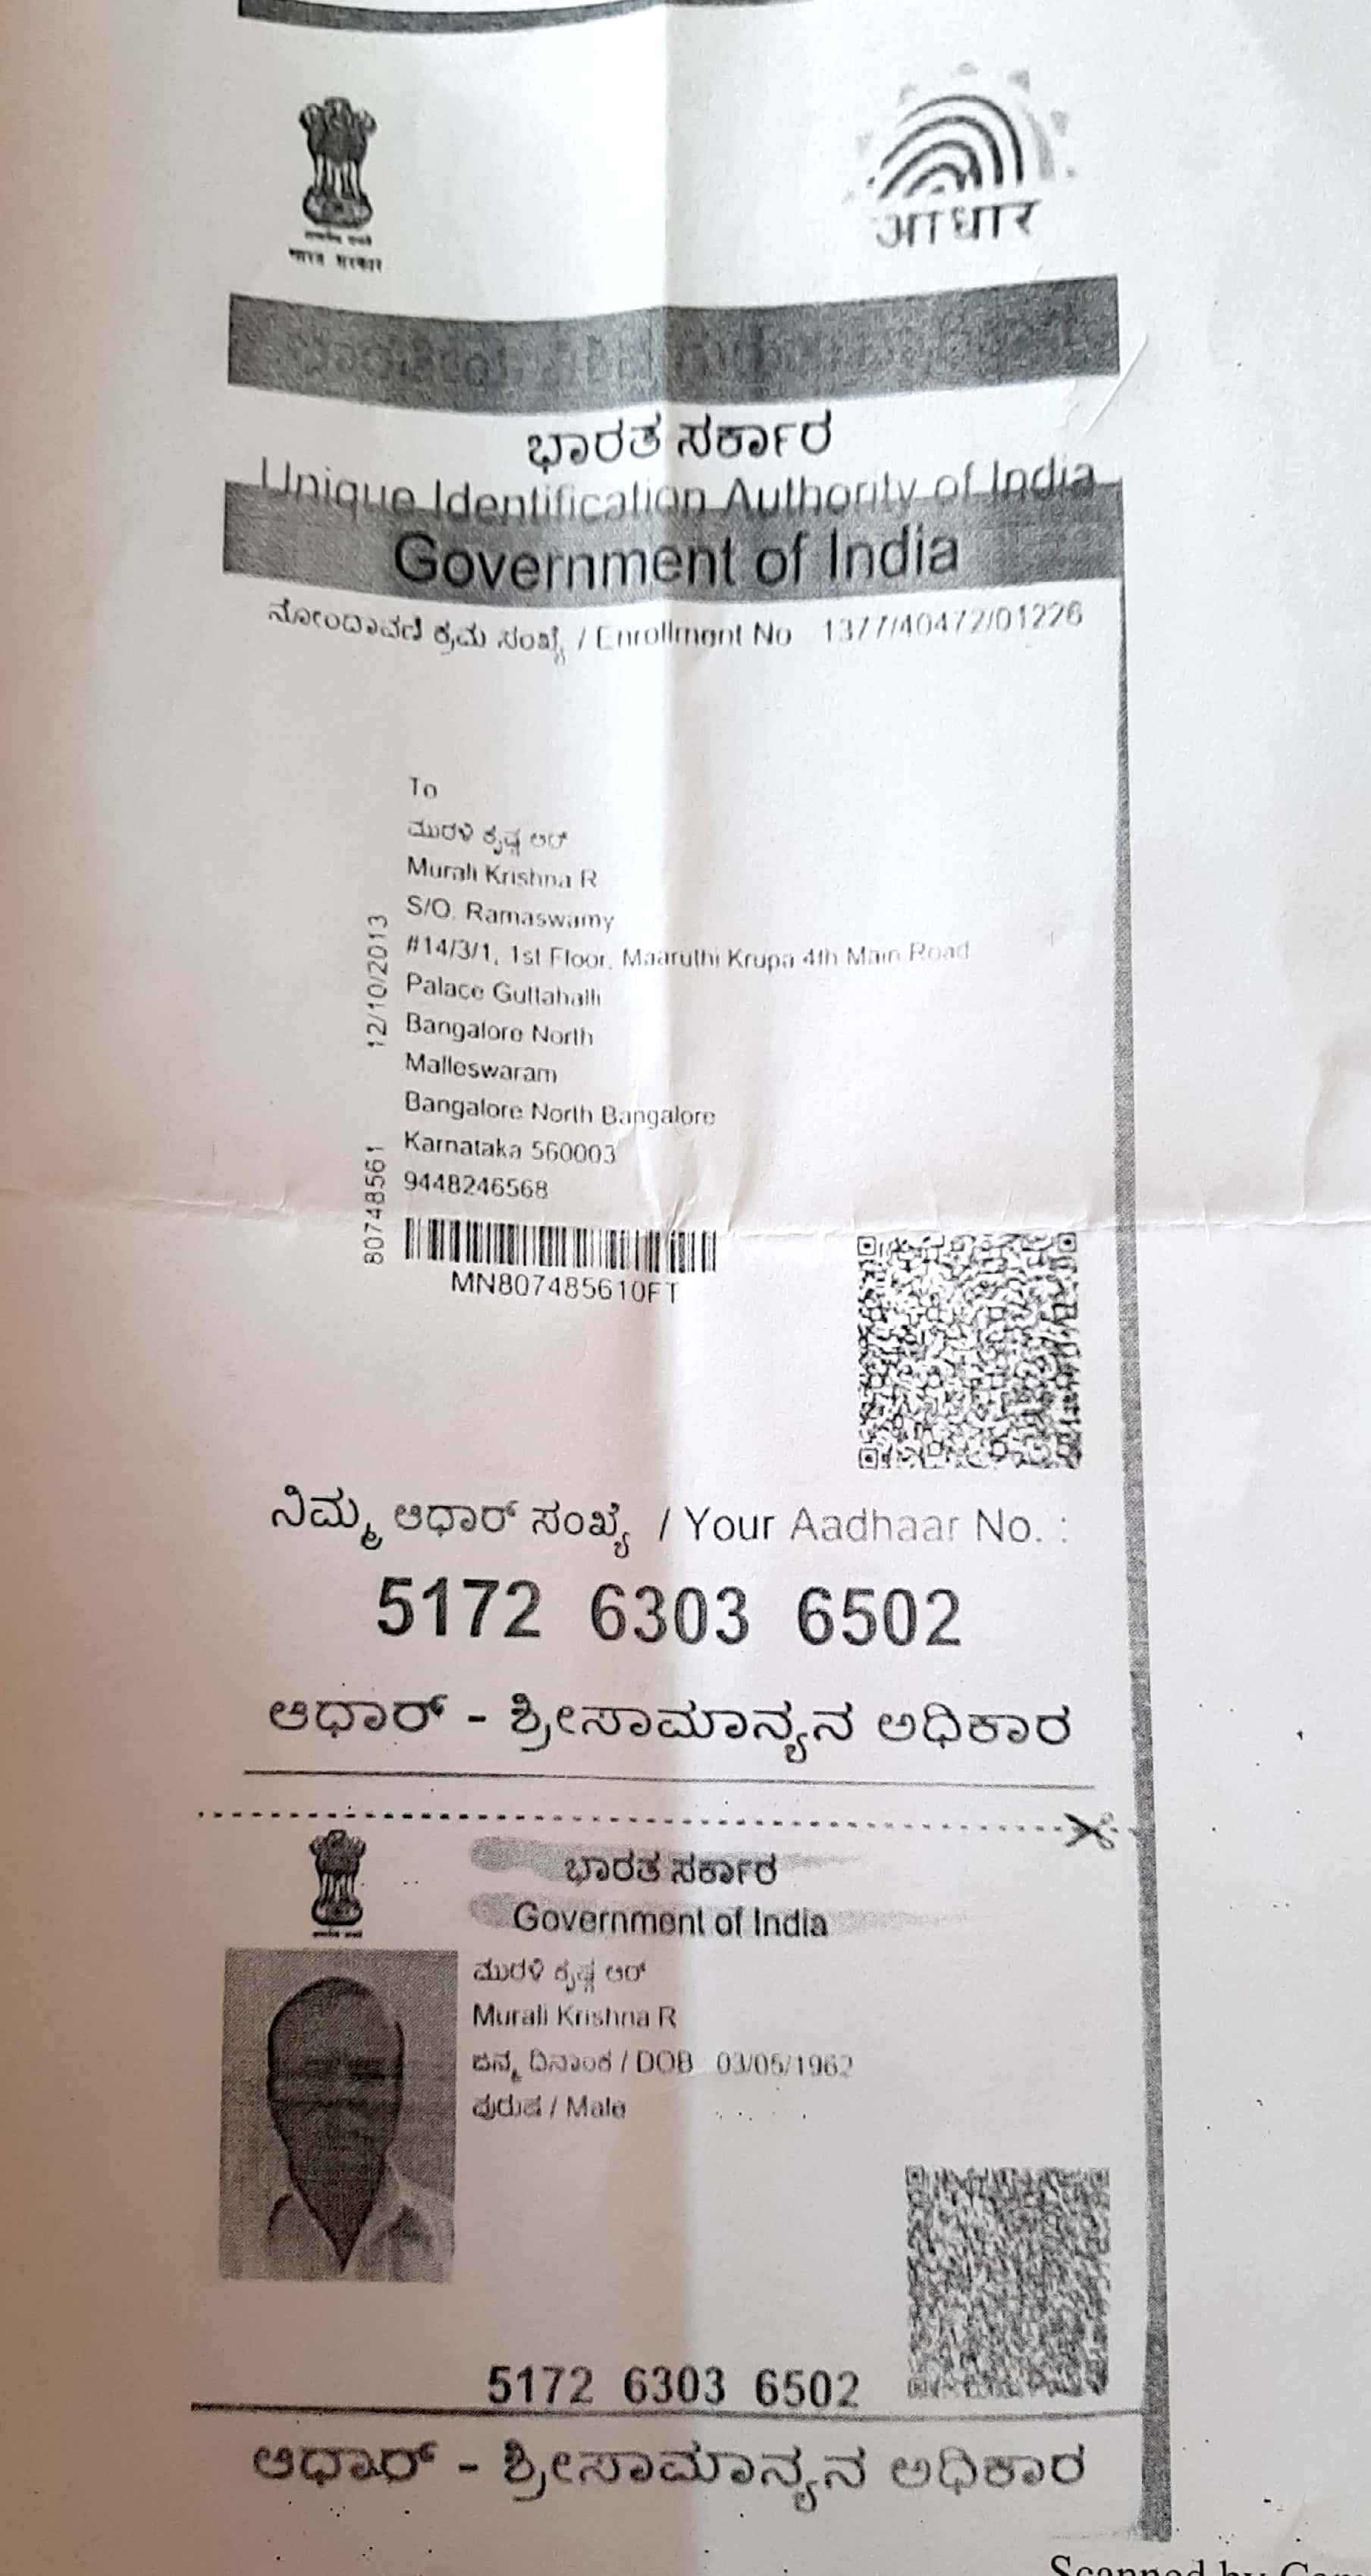 भारत सरकार
आधार
ಭಾರತ ಸರ್ಕಾರ
Unique Identification Authority of India
Government of India
ನೋಂದಾವಣೆ ಕ್ರಮ ಸಂಖ್ಯೆ / Enrollment No 1377/40472/01226
To
ಮುರಳಿ ಕೃಷ್ಣ ಆರ್
Murali Krishna R
S/O. Ramaswamy
#14/3/1, 1st Floor, Maaruthi Krupa 4th Main Road
Palace Guttahalli
Bangalore North
Malleswaram
Bangalore North Bangalore
Karnataka 560003
9448246568
12/10/2013
80748561
MN807485610FT
ನಿಮ್ಮ ಆಧಾರ್ ಸಂಖ್ಯೆ / Your Aadhaar No. :
5172 6303 6502
ಆಧಾರ್ - ಶ್ರೀಸಾಮಾನ್ಯನ ಅಧಿಕಾರ
ಭಾರತ ಸರ್ಕಾರ
Government of India
ಮುರಳಿ ಕೃಷ್ಣ ಆರ್
Murali Krishna R
ಜನ್ಮ ದಿನಾಂಕ / DOB 03/05/1962
ಪುರುಷ / Male
5172 6303 6502
ಆಧಾರ್ - ಶ್ರೀಸಾಮಾನ್ಯನ ಅಧಿಕಾರ
Scanned by